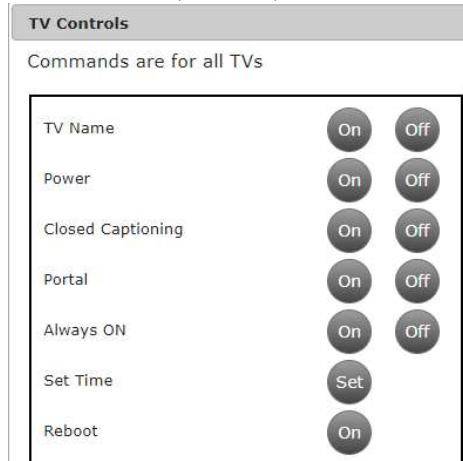 TV Controls
Commands are for all TVs
TV Name On Off
Power On Off
Closed Captioning On Off
Portal On Off
Always ON On Off
Set Time Set
Reboot On